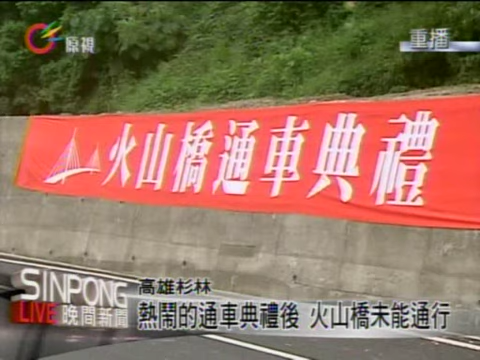 原視
重播
火山橋通車典禮
SINPONG
高雄杉林
LIVE 晚間新聞
熱鬧的通車典禮後 火山橋未能通行